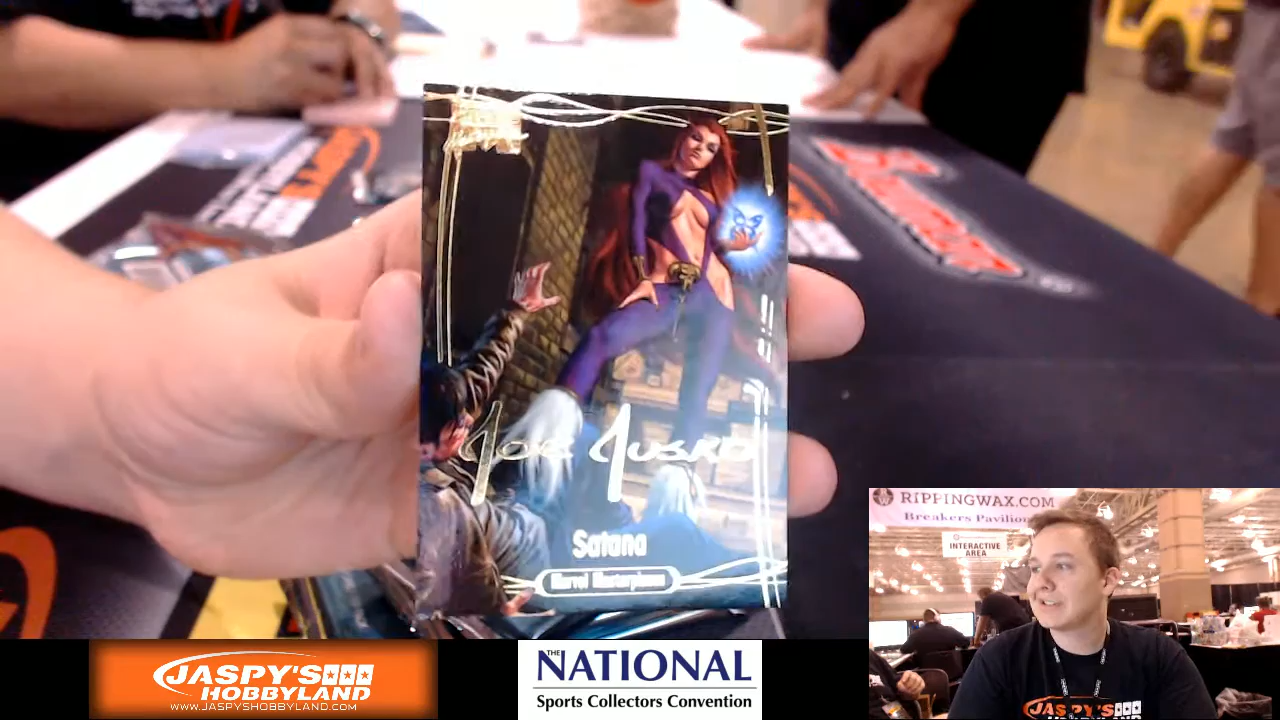 Joe Jusko
Satana
Marvel Masterpieces
RIPPINGWAX.COM
Breakers Pavilion
INTERACTIVE
AREA
JASPY'S
HOBBYLAND
WWW.JASPYSHOBBYLAND.COM
THE
NATIONAL
Sports Collectors Convention
JASPY'S